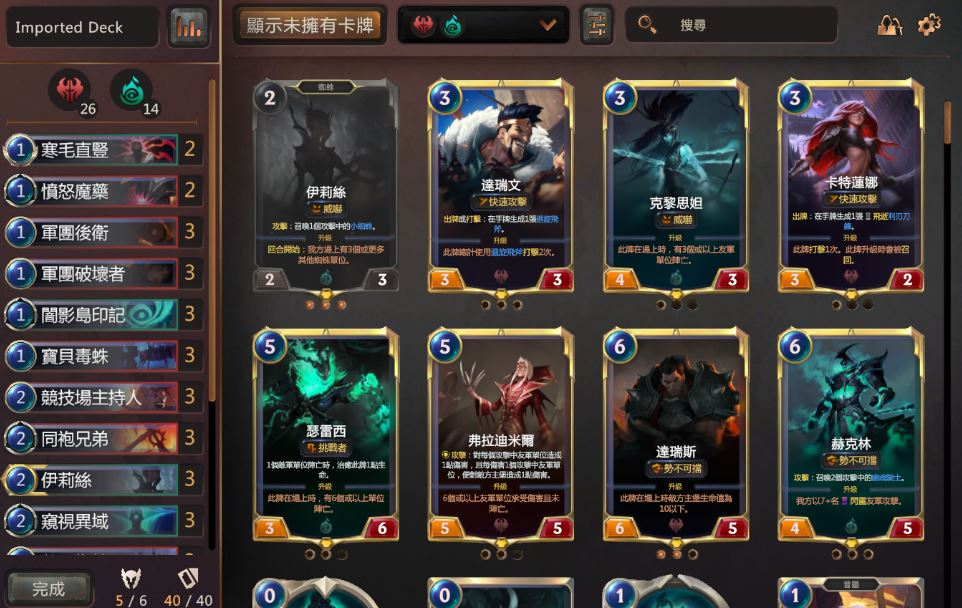 Imported Deck
顯示未擁有卡牌
搜尋
26
14
1 寒毛直豎 2
1 憤怒魔藥 2
1 軍團後衛 3
1 軍團破壞者 3
1 闇影島印記 3
1 寶貝毒蛛 3
2 競技場主持人 3
2 同袍兄弟 3
2 伊莉絲 3
2 窺視異域 3
完成
5 / 6
40 / 40
2
蜘蛛
伊莉絲
威嚇
攻擊：召喚1個攻擊中的小蜘蛛。
升級
回合開始：我方場上有3個或更多
其他蜘蛛單位。
2
3
3
達瑞文
快速攻擊
出牌或打擊：在手牌生成1張迴旋飛
斧。
升級
此牌總計使用迴旋飛斧打擊2次。
3
3
3
克黎思妲
威嚇
升級
此牌在場上時，有3個或以上友軍
單位陣亡。
4
3
3
卡特蓮娜
快速攻擊
出牌：在手牌生成1張
飛逝利刃刀
鋒。
升級
此牌打擊1次。此牌升級時會被召
回。
3
2
5
瑟雷西
挑戰者
1個敵軍單位陣亡時，治癒此牌1點生
命。
升級
此牌在場上時，有6個或以上單位
陣亡。
3
6
5
弗拉迪米爾
攻擊：對每個攻擊中友軍單位造成
1點傷害，且每傷害1個攻擊中友軍單
位，便對敵方主堡造成1點傷害。
升級
6個或以上友軍單位承受傷害且未
陣亡。
5
5
6
達瑞斯
勢不可擋
升級
此牌在場上時敵方主堡生命值為
10以下。
6
5
6
赫克林
勢不可擋
攻擊：召喚2個攻擊中的
升級
我方以7+名
閃靈友軍攻擊。
4
5
0
0
1
1
普羅